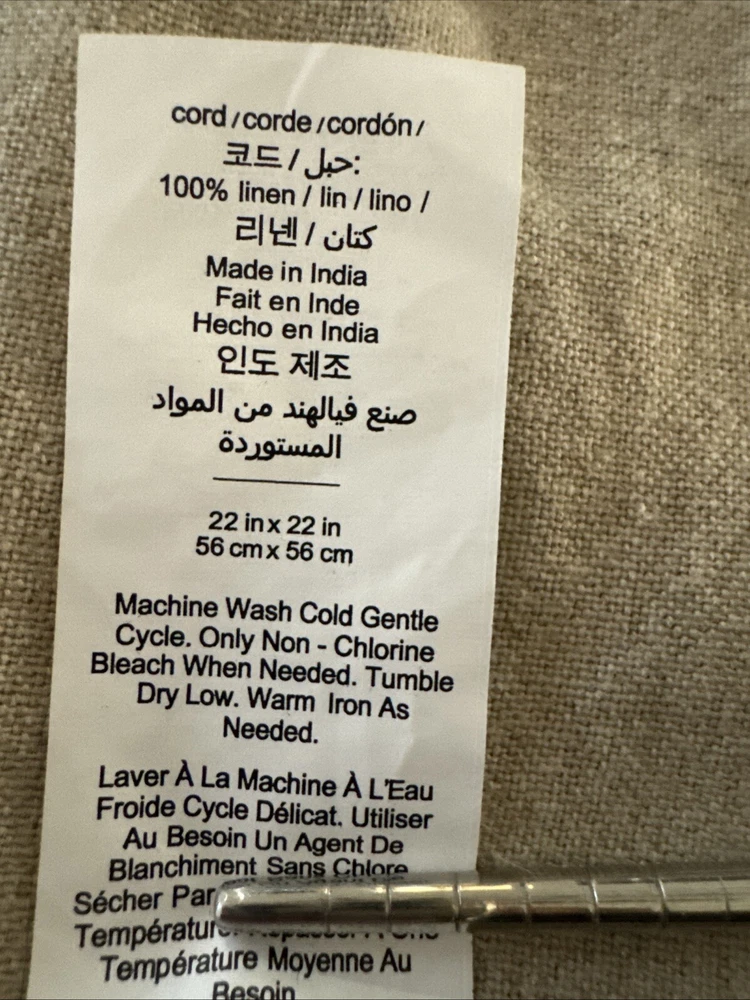 cord / corde / cordón /
코드 / حبل:
100% linen / lin / lino /
리넨 / كتان
Made in India
Fait en Inde
Hecho en India
인도 제조
صنع فيالهند من المواد
المستوردة
22 in x 22 in
56 cm x 56 cm
Machine Wash Cold Gentle
Cycle. Only Non - Chlorine
Bleach When Needed. Tumble
Dry Low. Warm Iron As
Needed.
Laver À La Machine À L'Eau
Froide Cycle Délicat. Utiliser
Au Besoin Un Agent De
Blanchiment Sans Chlore
Sécher Par
Température Moyenne Au
Besoin